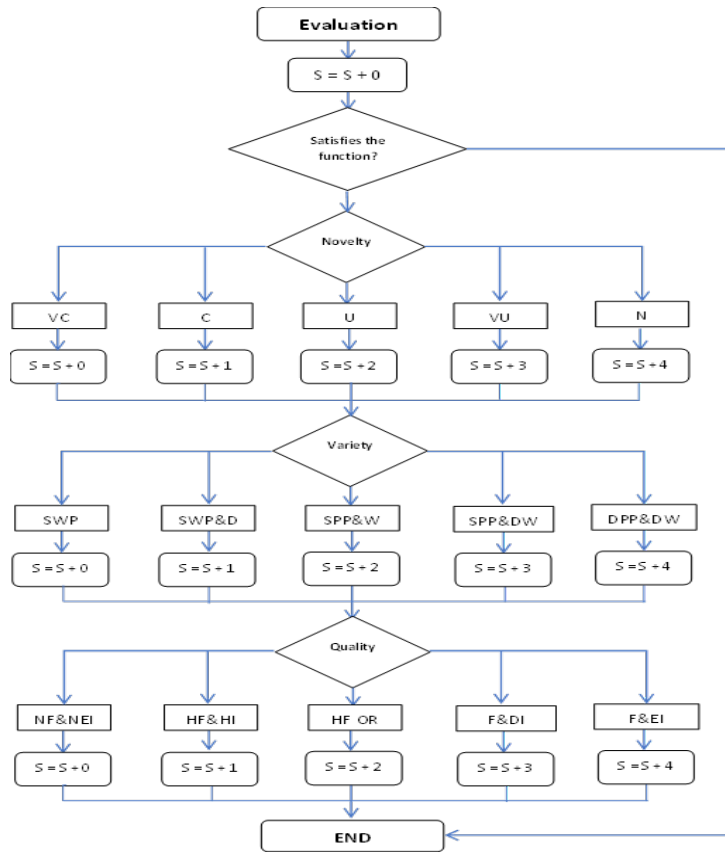 Evaluation
S = S + 0
Satisfies the
function?
Novelty
VC
C
U
VU
N
S = S + 0
S = S + 1
S = S + 2
S = S + 3
S = S + 4
Variety
SWP
SWP&D
SPP&W
SPP&DW
DPP&DW
S = S + 0
S = S + 1
S = S + 2
S = S + 3
S = S + 4
Quality
NF&NEI
HF&HI
HF OR
F&DI
F&EI
S = S + 0
S = S + 1
S = S + 2
S = S + 3
S = S + 4
END